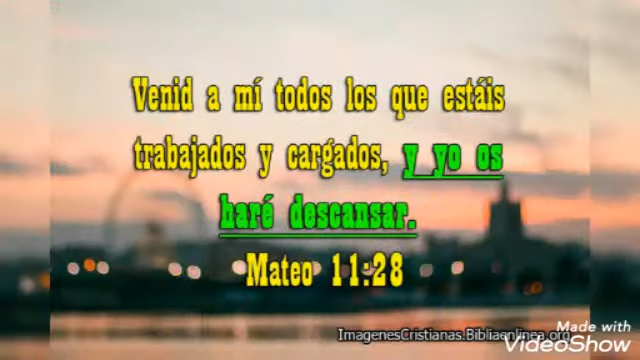 Venid a mí todos los que estáis
trabajados y cargados, y yo os
haré descansar.
Mateo 11:28
ImagenesCristianas.Bibliaenlinea.org
Made with
VideoShow